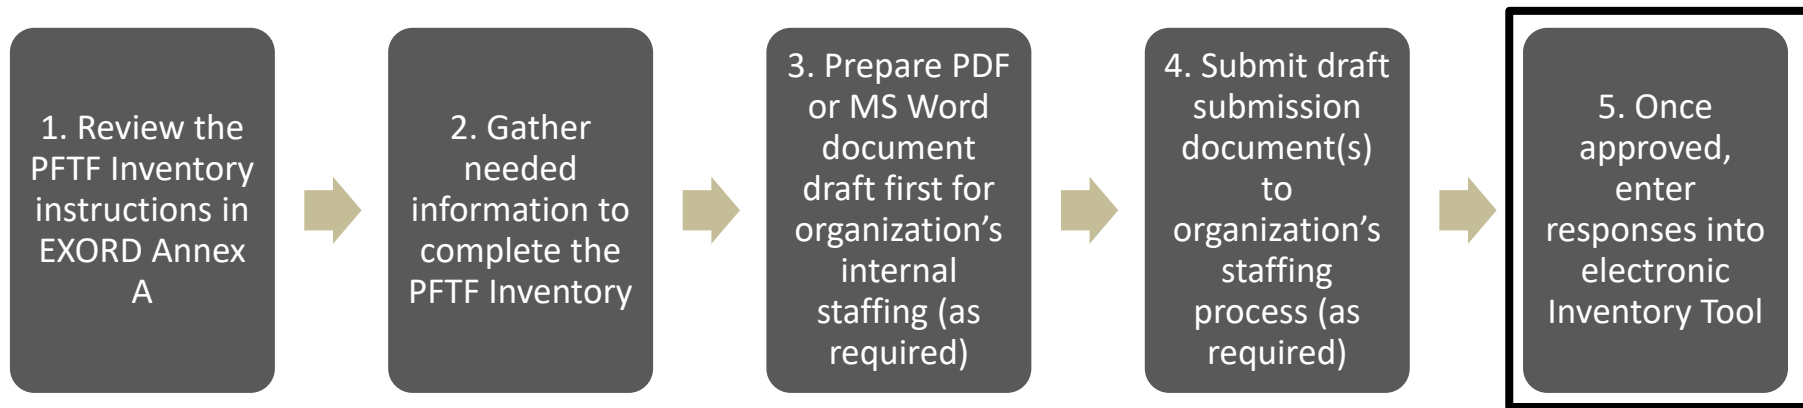 1. Review the
PFTF Inventory
instructions in
EXORD Annex
A
2. Gather
needed
information to
complete the
PFTF Inventory
3. Prepare PDF
or MS Word
document
draft first for
organization’s
internal
staffing (as
required)
4. Submit draft
submission
document(s)
to
organization’s
staffing
process (as
required)
5. Once
approved,
enter
responses into
electronic
Inventory Tool